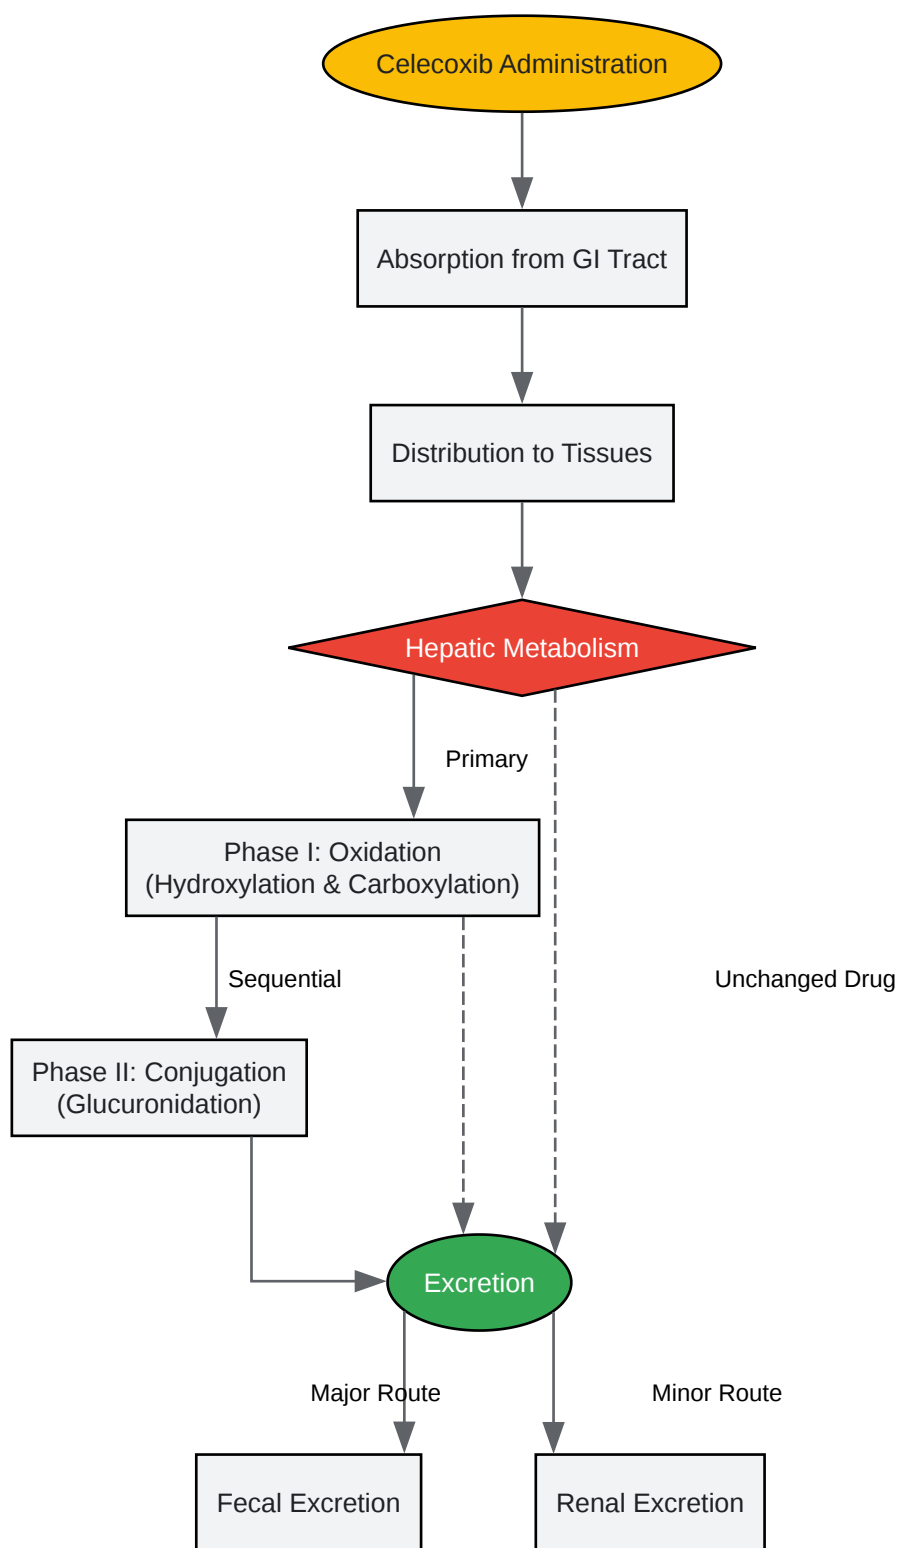 Celecoxib Administration
Absorption from GI Tract
Distribution to Tissues
Hepatic Metabolism
Primary
Phase I: Oxidation
(Hydroxylation & Carboxylation)
Sequential
Unchanged Drug
Phase II: Conjugation
(Glucuronidation)
Excretion
Major Route
Minor Route
Fecal Excretion
Renal Excretion